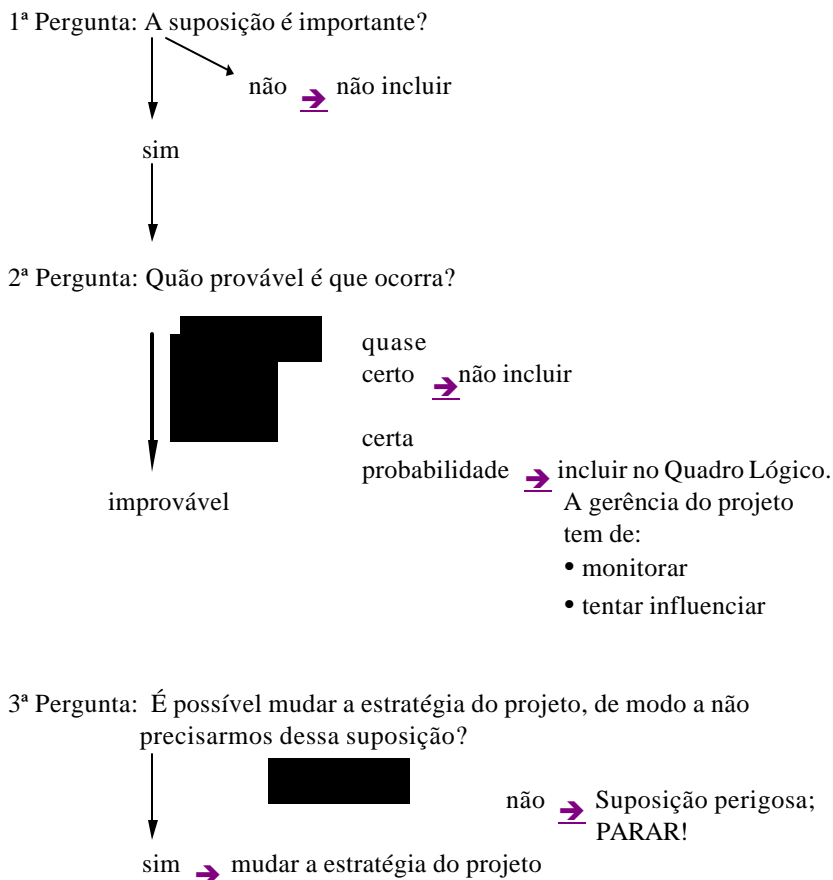 1ª Pergunta: A suposição é importante?
não ➔ não incluir
sim
2ª Pergunta: Quão provável é que ocorra?
quase
certo ➔ não incluir
certa
probabilidade ➔ incluir no Quadro Lógico.
improvável
A gerência do projeto
tem de:
• monitorar
• tentar influenciar
3ª Pergunta: É possível mudar a estratégia do projeto, de modo a não
precisarmos dessa suposição?
não ➔ Suposição perigosa;
PARAR!
sim ➔ mudar a estratégia do projeto